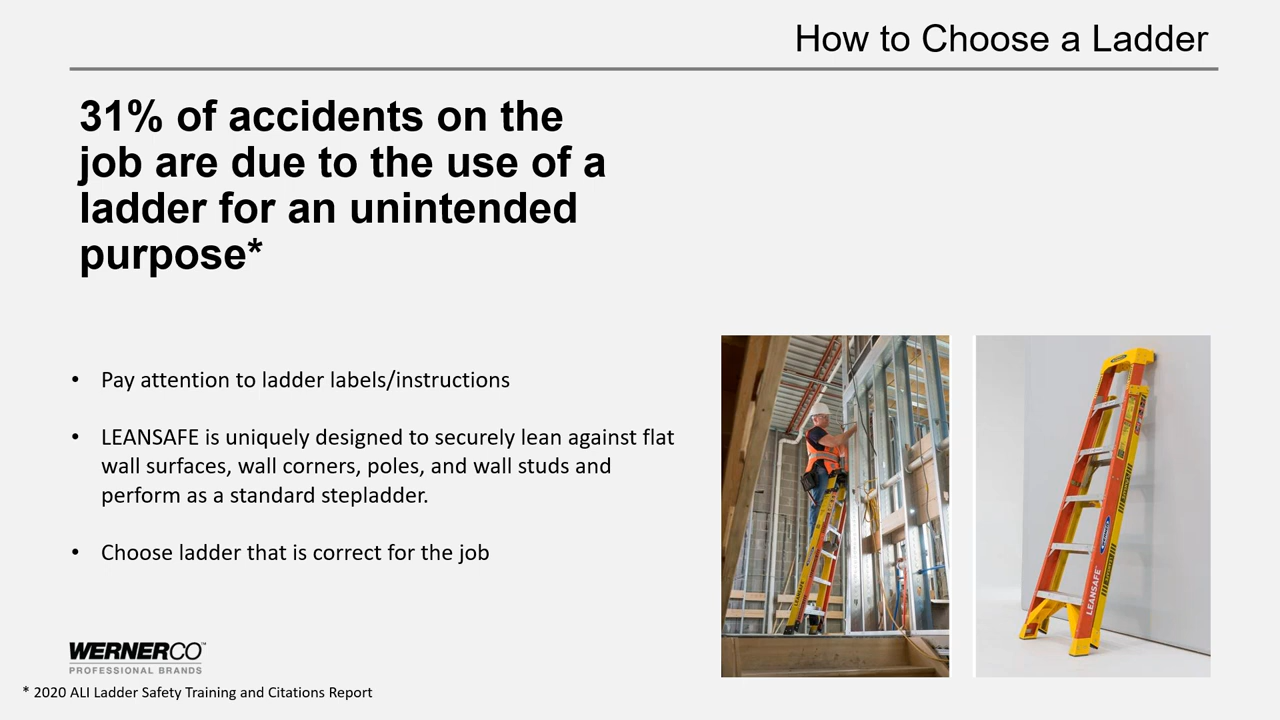 How to Choose a Ladder
31% of accidents on the
job are due to the use of a
ladder for an unintended
purpose*
• Pay attention to ladder labels/instructions
• LEANSAFE is uniquely designed to securely lean against flat
wall surfaces, wall corners, poles, and wall studs and
perform as a standard stepladder.
• Choose ladder that is correct for the job
LEANSAFE
WERNERCO™
PROFESSIONAL BRANDS
* 2020 ALI Ladder Safety Training and Citations Report